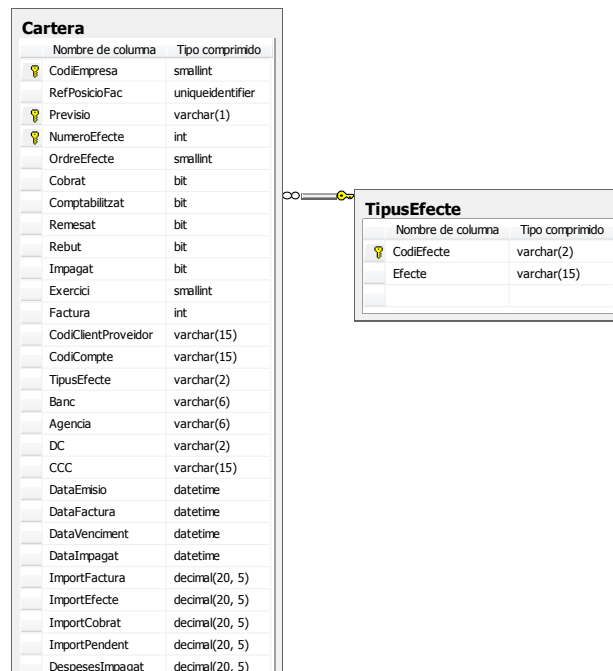 Cartera
Nombre de columna Tipo comprimido
CodiEmpresa smallint
RefPosicioFac uniqueidentifier
Previsio varchar(1)
NumeroEfecte int
OrdreEfecte smallint
Cobrat bit
Comptabilitzat bit
Remesat bit
Rebut bit
Impagat bit
Exercici smallint
Factura int
CodiClientProveidor varchar(15)
CodiCompte varchar(15)
TipusEfecte varchar(2)
Banc varchar(6)
Agencia varchar(6)
DC varchar(2)
CCC varchar(15)
DataEmisio datetime
DataFactura datetime
DataVenciment datetime
DataImpagat datetime
ImportFactura decimal(20, 5)
ImportEfecte decimal(20, 5)
ImportCobrat decimal(20, 5)
ImportPendent decimal(20, 5)
DespesesImpagat decimal(20, 5)
TipusEfecte
Nombre de columna Tipo comprimido
CodiEfecte varchar(2)
Efecte varchar(15)